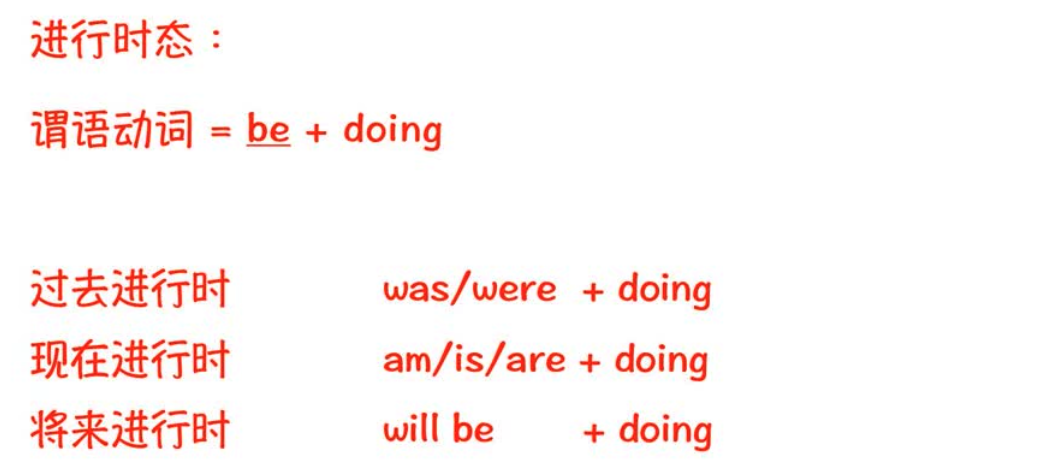 进行时态：
谓语动词 = be + doing
过去进行时 was/were + doing
现在进行时 am/is/are + doing
将来进行时 will be + doing